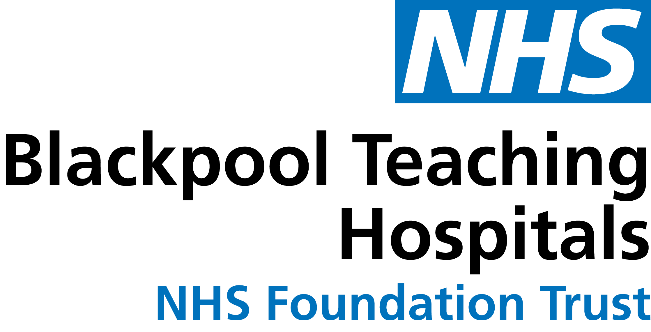 NHS
Blackpool Teaching
Hospitals
NHS Foundation Trust